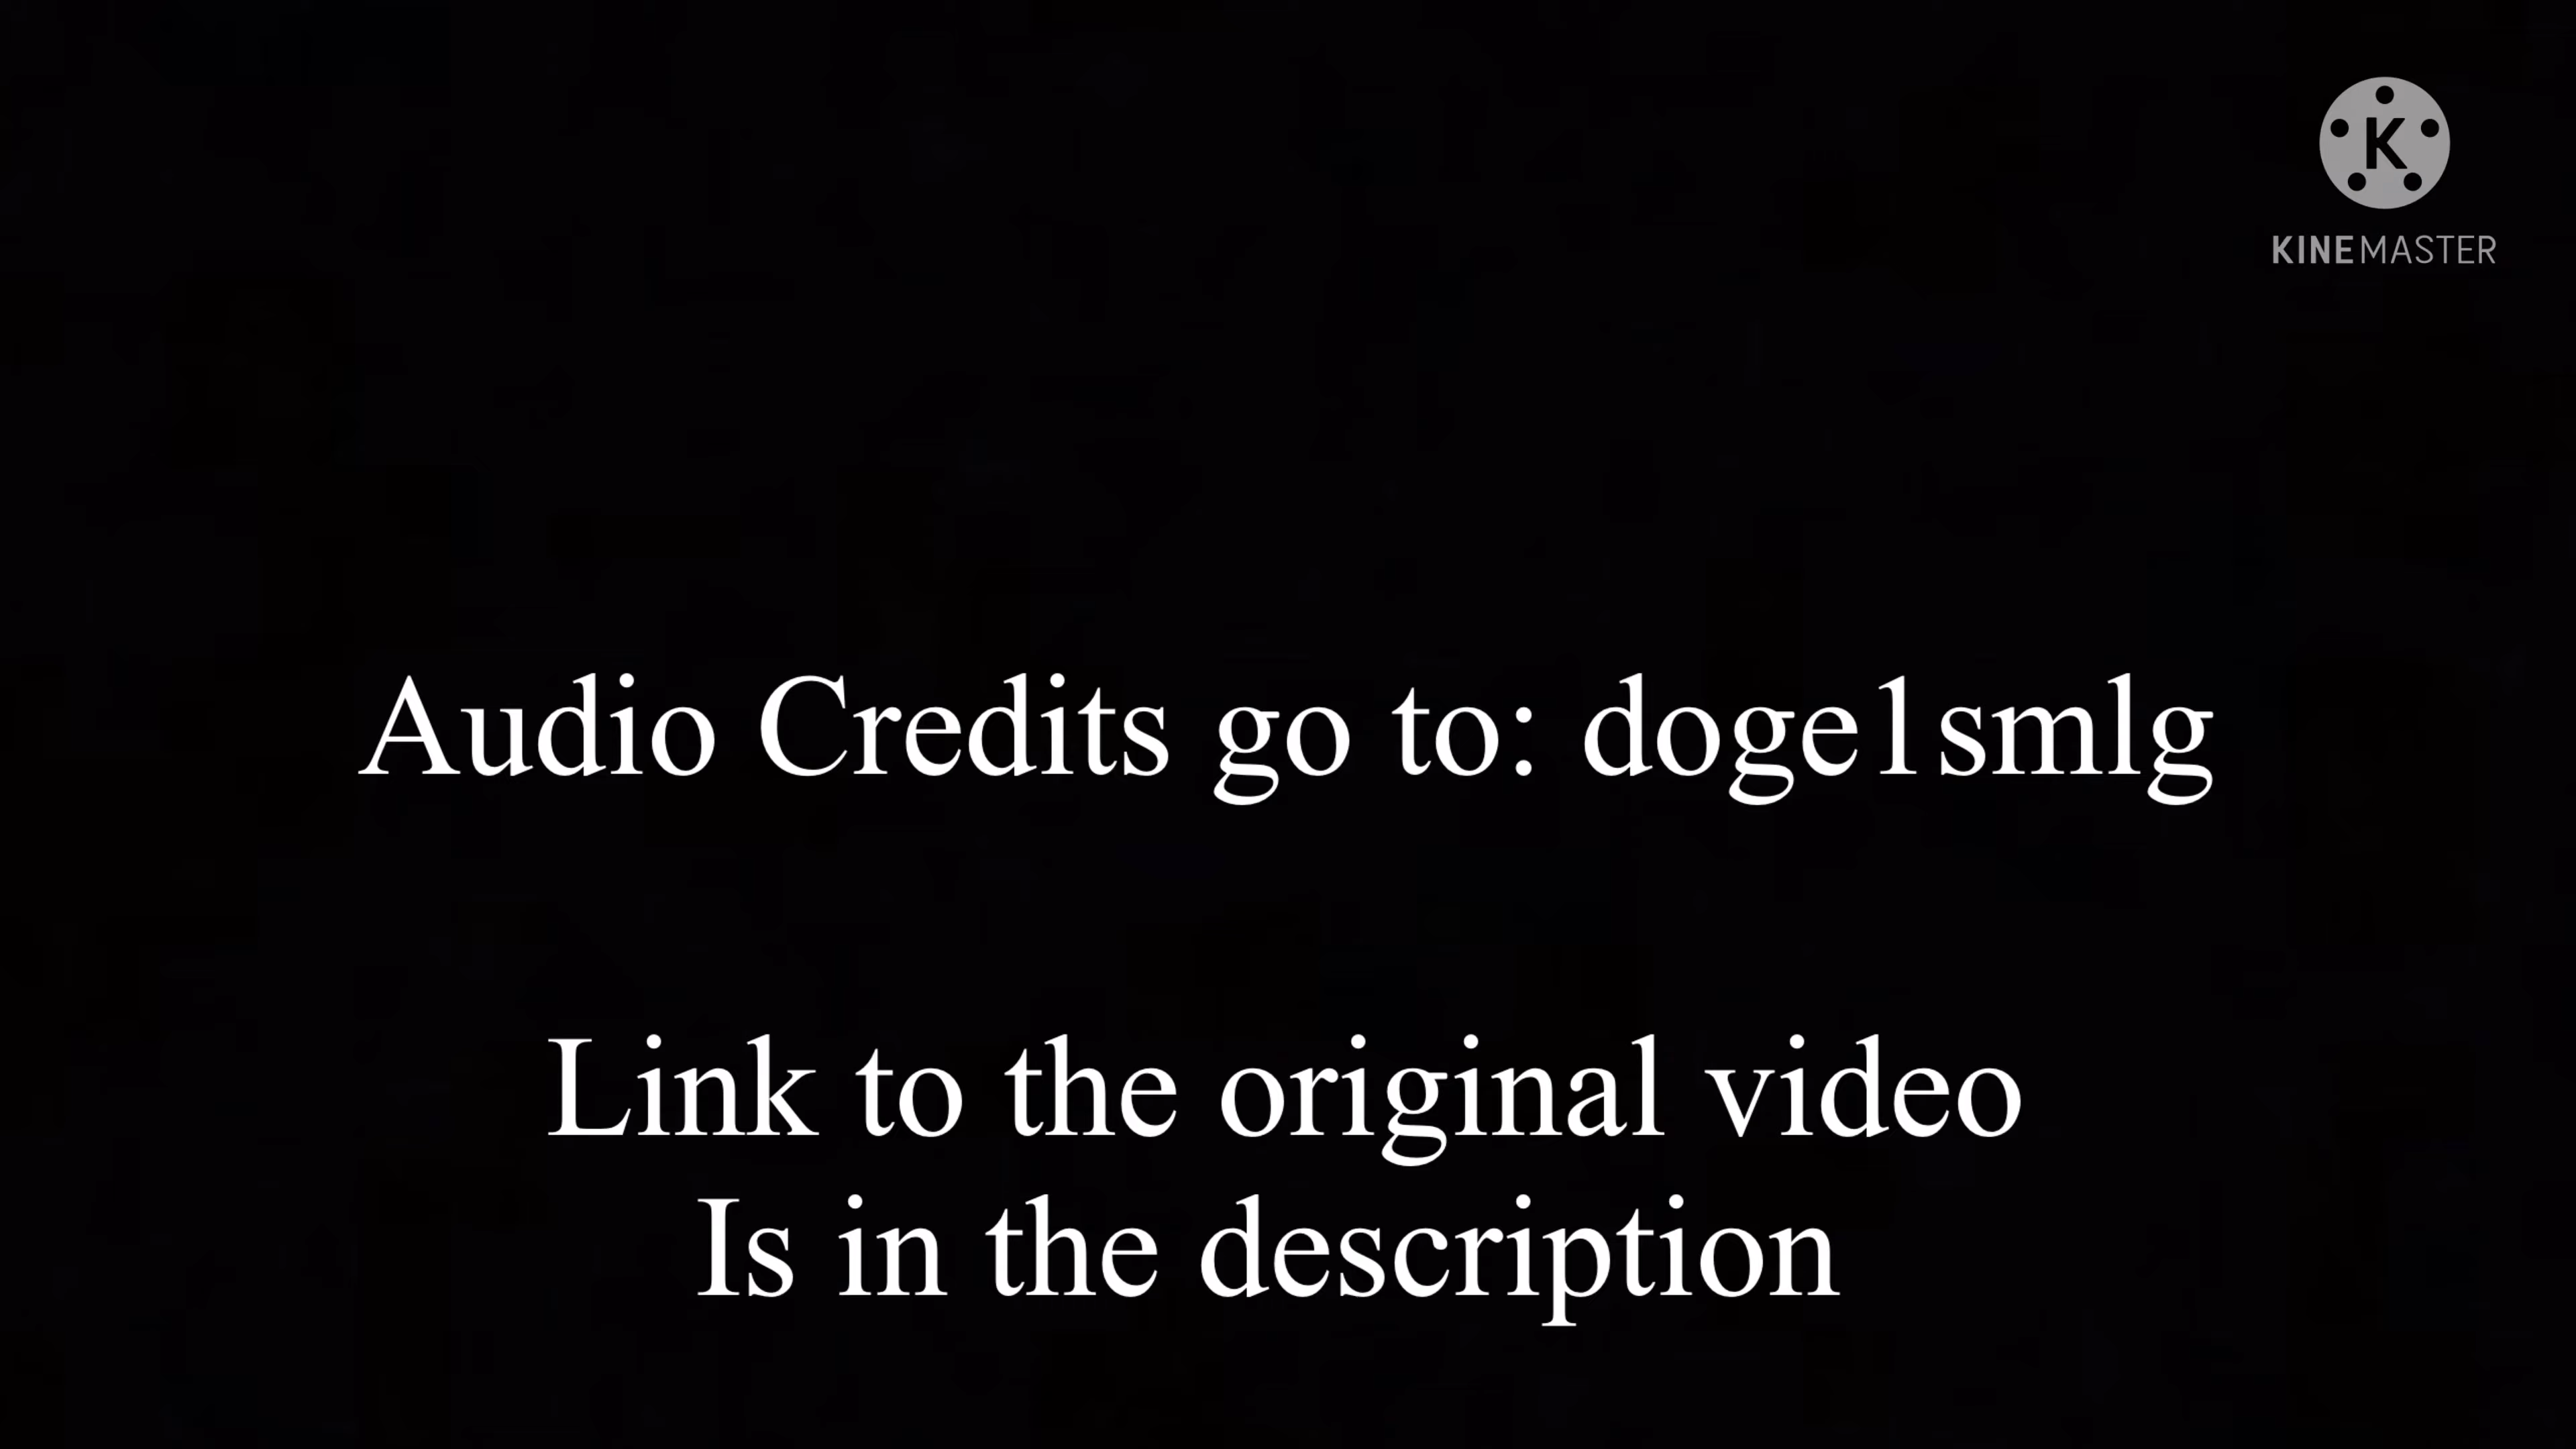 K
KINEMASTER
Audio Credits go to: doge1smlg
Link to the original video
Is in the description